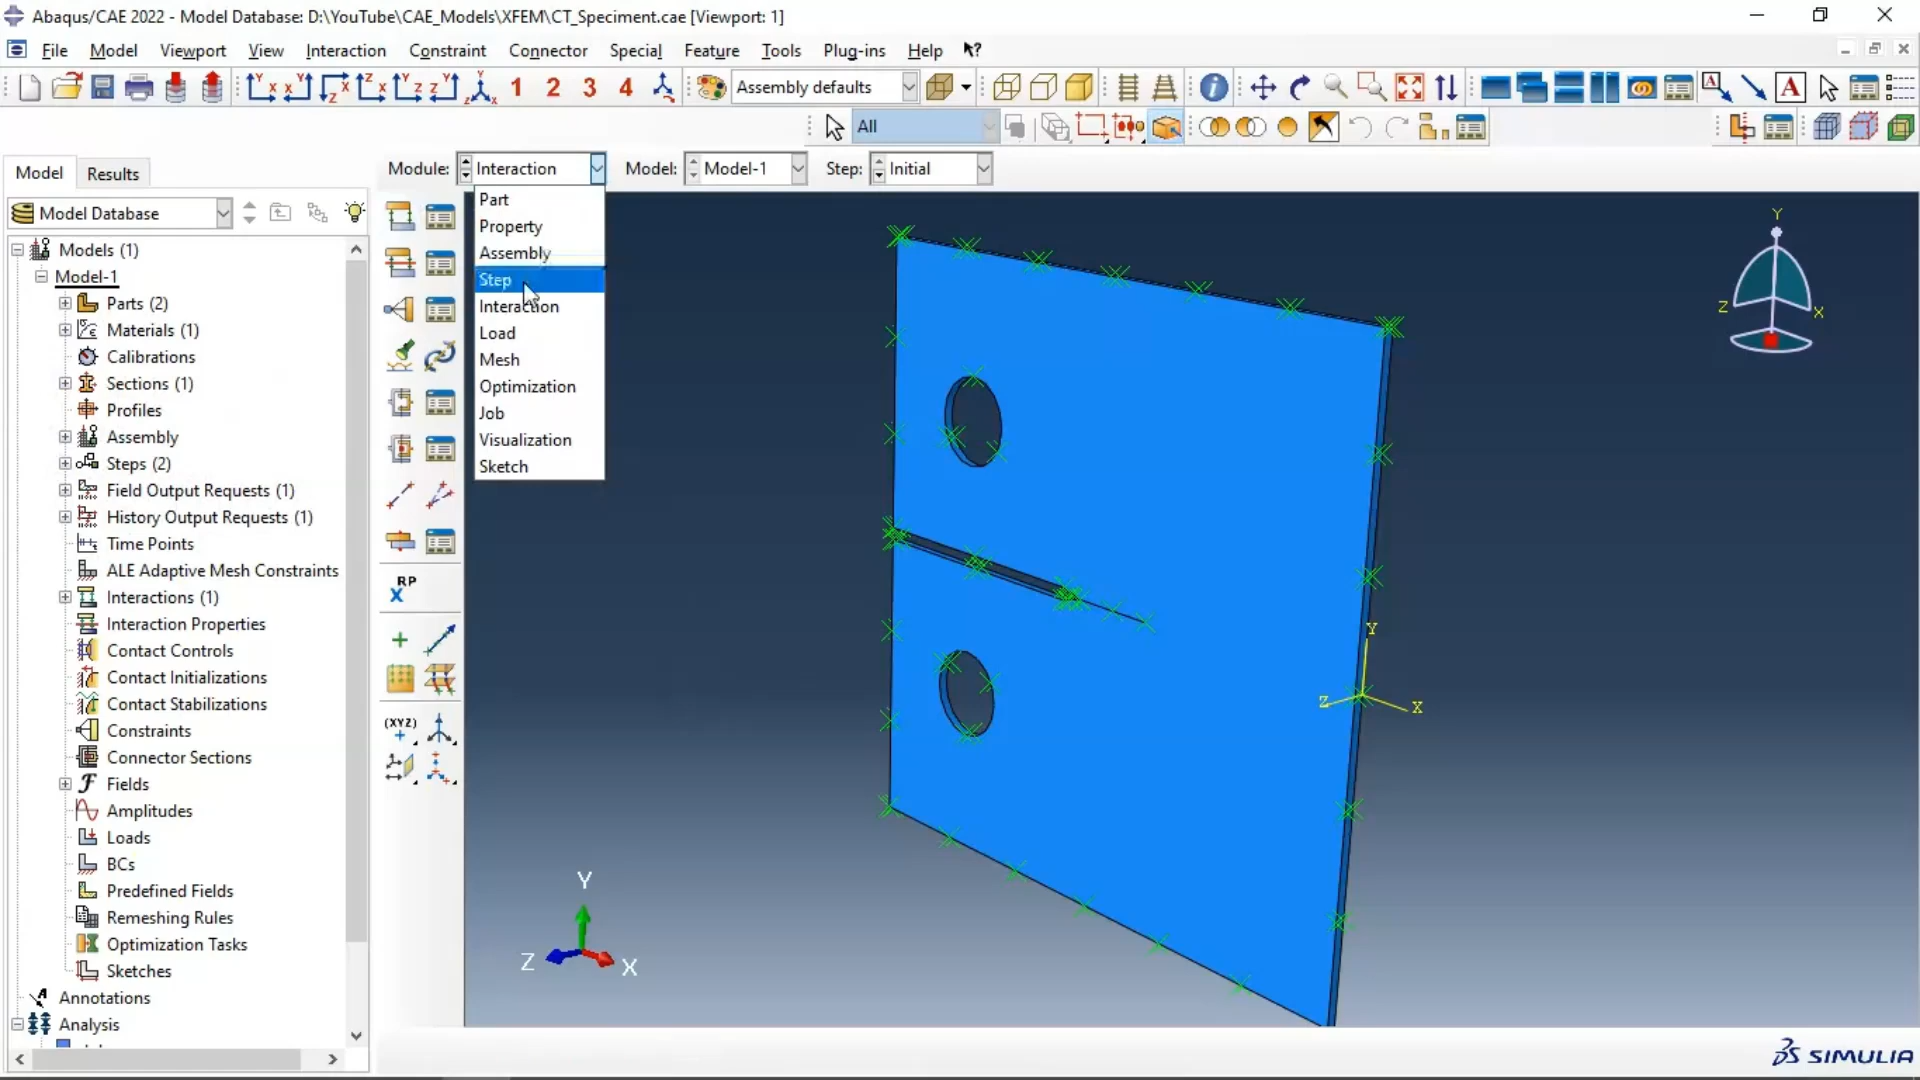 Abaqus/CAE 2022 - Model Database: D:\YouTube\CAE_Models\XFEM\CT_Speciment.cae [Viewport: 1]
File Model Viewport View Interaction Constraint Connector Special Feature Tools Plug-ins Help
1 2 3 4 Assembly defaults
All
Module: Interaction Model: Model-1 Step: Initial
Model Results
Model Database
Models (1)
Model-1
Parts (2)
Materials (1)
Calibrations
Sections (1)
Profiles
Assembly
Steps (2)
Field Output Requests (1)
History Output Requests (1)
Time Points
ALE Adaptive Mesh Constraints
Interactions (1)
Interaction Properties
Contact Controls
Contact Initializations
Contact Stabilizations
Constraints
Connector Sections
Fields
Amplitudes
Loads
BCs
Predefined Fields
Remeshing Rules
Optimization Tasks
Sketches
Annotations
Analysis
Part
Property
Assembly
Step
Interaction
Load
Mesh
Optimization
Job
Visualization
Sketch
RP
(XYZ)
Y
Z
X
Y
Z
X
Y
Z
X
SIMULIA